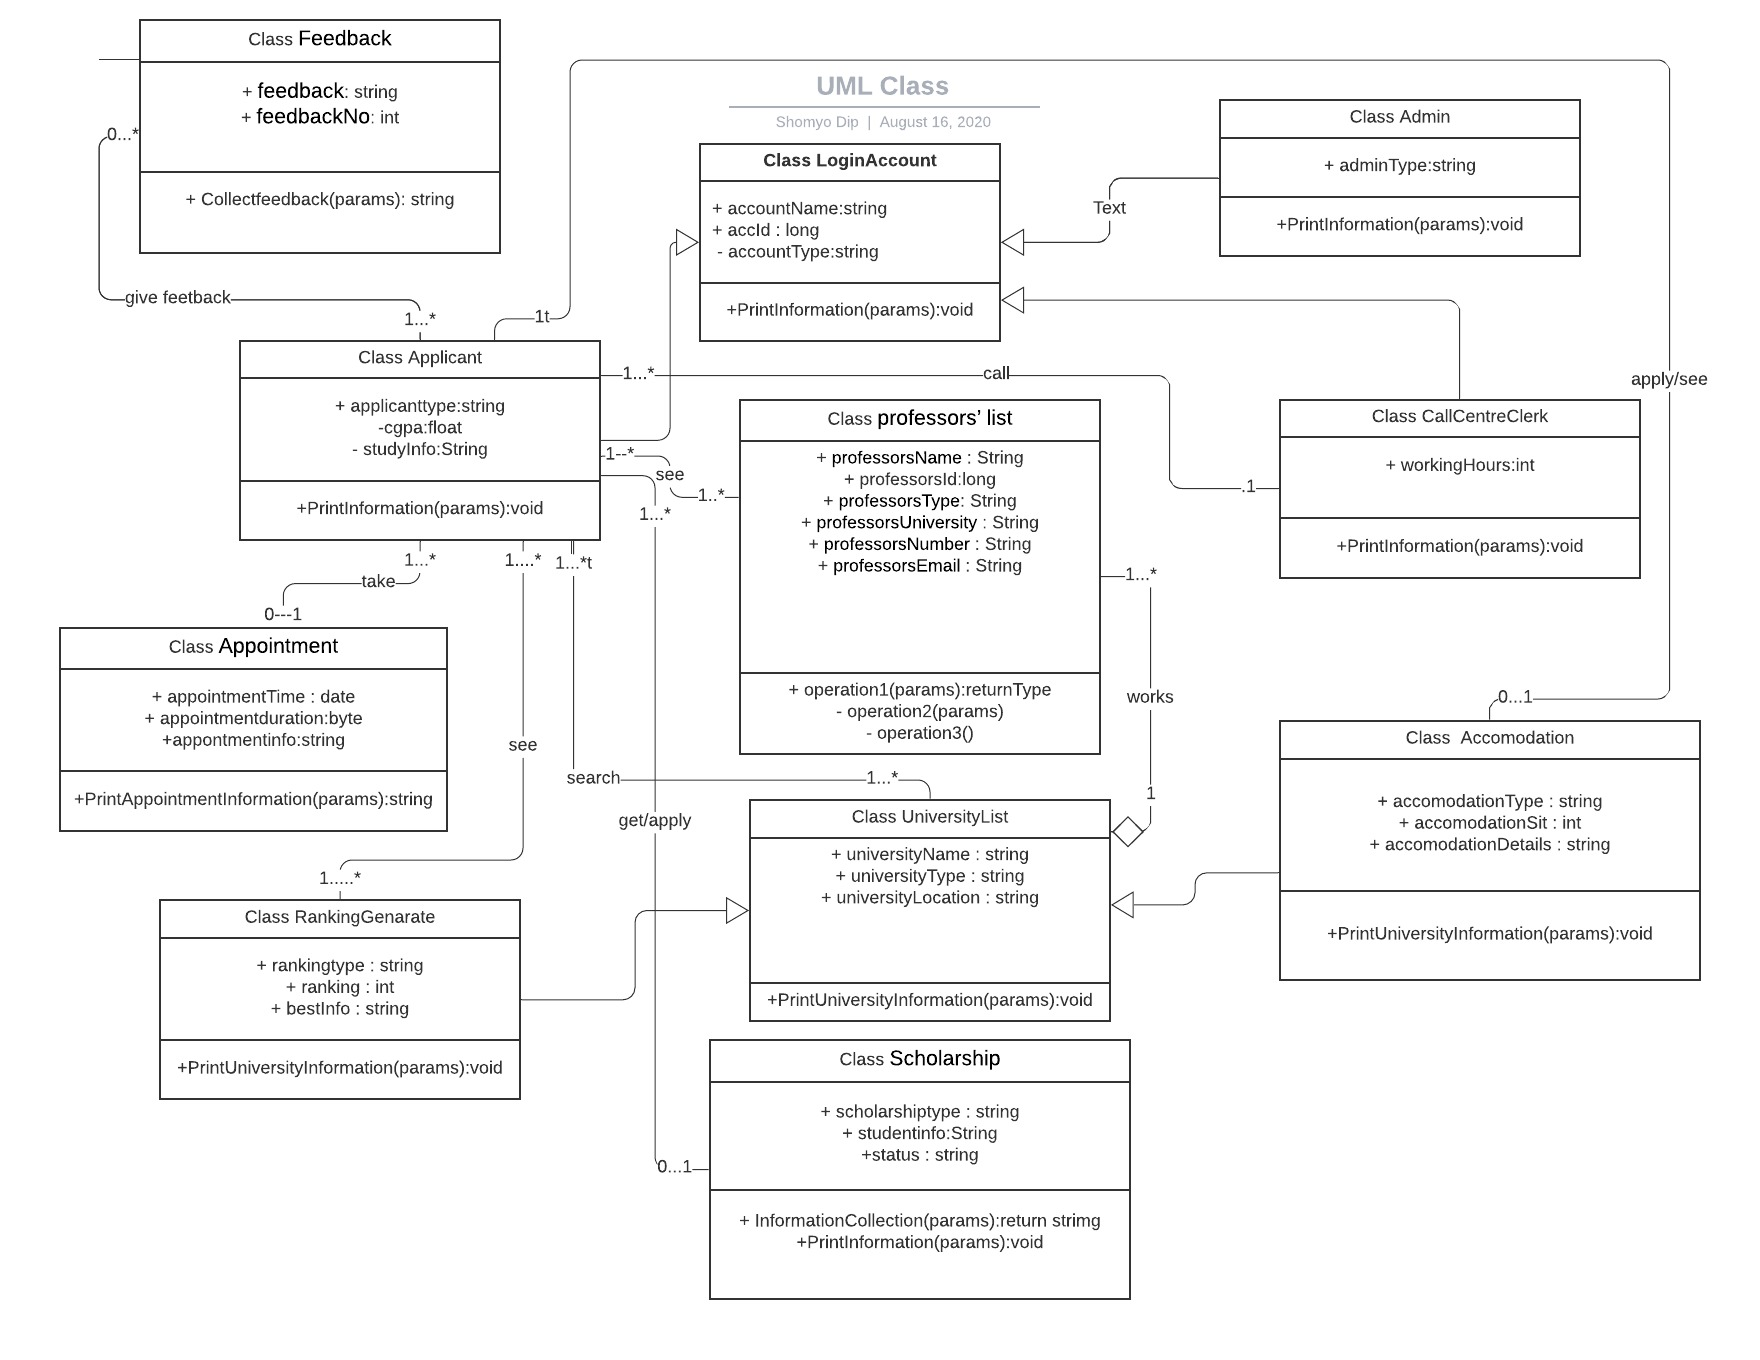 Class Feedback
+ feedback: string
+ feedbackNo: int
+ Collectfeedback(params): string
0...*
give feetback
1...*
1t
UML Class
Shomyo Dip | August 16, 2020
Class LoginAccount
+ accountName:string
+ accId : long
- accountType:string
+PrintInformation(params):void
Text
Class Admin
+ adminType:string
+PrintInformation(params):void
Class Applicant
+ applicanttype:string
-cgpa:float
- studyInfo:String
+PrintInformation(params):void
1...*
call
.1
apply/see
1--*
see
1..*
1...*
Class professors’ list
+ professorsName : String
+ professorsId:long
+ professorsType: String
+ professorsUniversity : String
+ professorsNumber : String
+ professorsEmail : String
+ operation1(params):returnType
- operation2(params)
- operation3()
Class CallCentreClerk
+ workingHours:int
+PrintInformation(params):void
1...*
take
0---1
1....*
1...*t
1...*
works
1
Class Appointment
+ appointmentTime : date
+ appointmentduration:byte
+appontmentinfo:string
+PrintAppointmentInformation(params):string
see
search
1...*
get/apply
0...1
Class Accomodation
+ accomodationType : string
+ accomodationSit : int
+ accomodationDetails : string
+PrintUniversityInformation(params):void
Class UniversityList
+ universityName : string
+ universityType : string
+ universityLocation : string
+PrintUniversityInformation(params):void
1.....*
Class RankingGenarate
+ rankingtype : string
+ ranking : int
+ bestInfo : string
+PrintUniversityInformation(params):void
0...1
Class Scholarship
+ scholarshiptype : string
+ studentinfo:String
+status : string
+ InformationCollection(params):return strimg
+PrintInformation(params):void